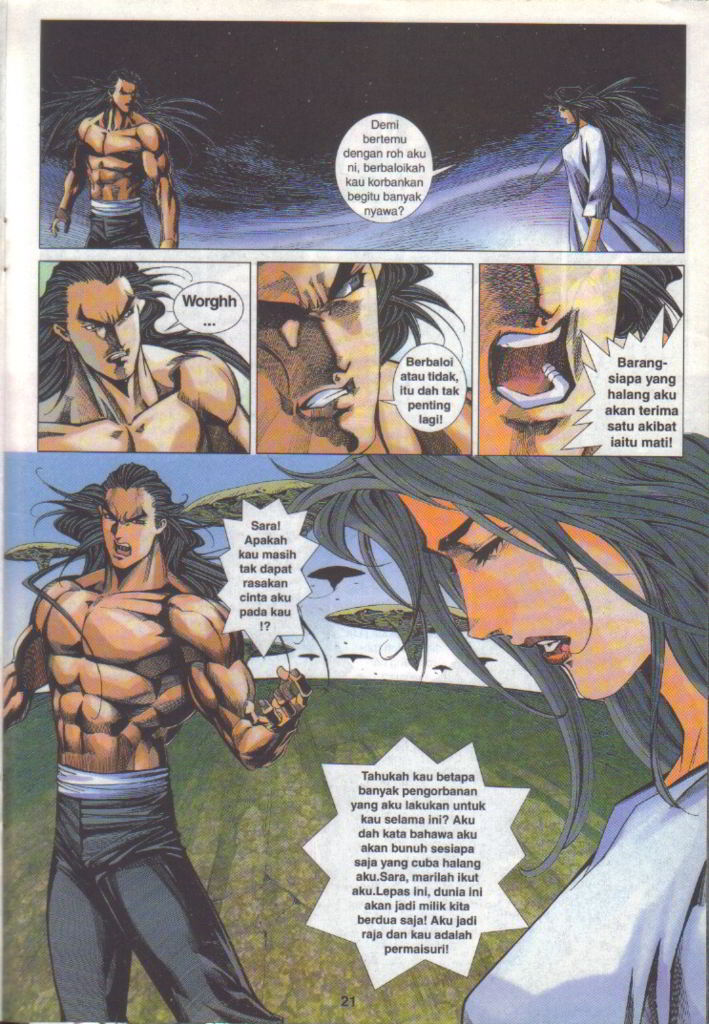 Demi
bertemu
dengan roh aku
ni, berbaloikah
kau korbankan
begitu banyak
nyawa?
Worghh
...
Berbaloi
atau tidak,
itu dah tak
penting
lagi!
Barang-
siapa yang
halang aku
akan terima
satu akibat
iaitu mati!
Sara!
Apakah
kau masih
tak dapat
rasakan
cinta aku
pada kau
!?
Tahukah kau betapa
banyak pengorbanan
yang aku lakukan untuk
kau selama ini? Aku
dah kata bahawa aku
akan bunuh sesiapa
saja yang cuba halang
aku.Sara, marilah ikut
aku.Lepas ini, dunia ini
akan jadi milik kita
berdua saja! Aku jadi
raja dan kau adalah
permaisuri!
21